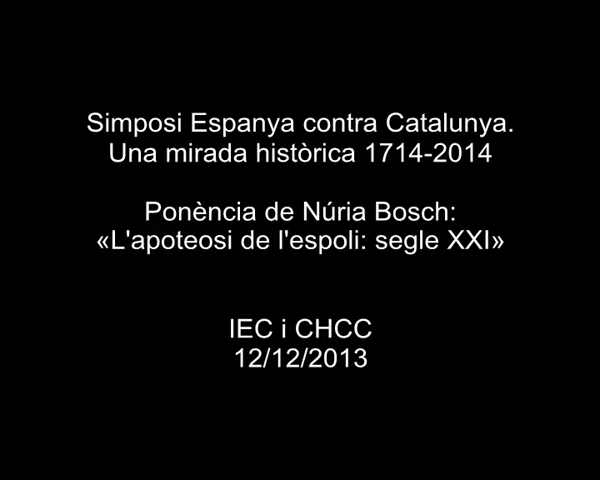 Simposi Espanya contra Catalunya.
Una mirada històrica 1714-2014
Ponència de Núria Bosch:
«L'apoteosi de l'espoli: segle XXI»
IEC i CHCC
12/12/2013